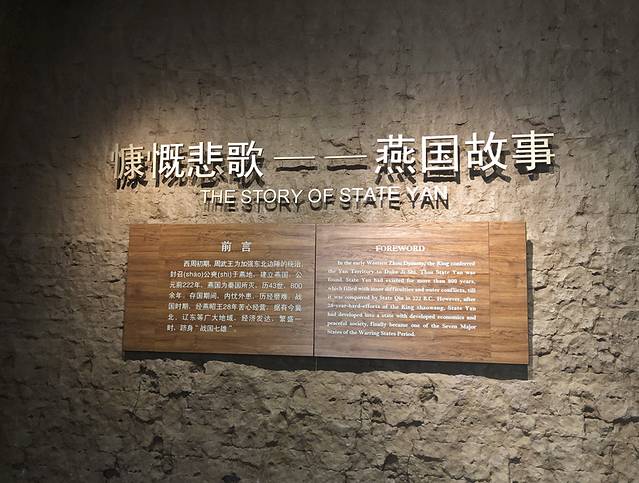 慷慨悲歌——燕国故事
THE STORY OF STATE YAN
前言
西周初期，周武王为加强东北边陲的统治，
封召(shào)公奭(shì)于燕地，建立燕国。公
元前222年，燕国为秦国所灭，历43世，800
余年。存国期间，内忧外患，历经磨难，战
国时期，经燕昭王28年苦心经营，据有今冀
北、辽东等广大地域，经济发达，繁盛一
时，跻身“战国七雄”。
FOREWORD
In the early Western Zhou Dynasty, the King conferred
the Yan Territory to Duke Ji Shi. Thus State Yan was
found. State Yan had existed for more than 800 years,
which filled with inner difficulties and outer conflicts, till
it was conquered by State Qin in 222 B.C. However, after
28-year-hard-efforts of the King zhaowang, State Yan
had developed into a state with developed economics and
peaceful society, finally became one of the Seven Major
States of the Warring States Period.